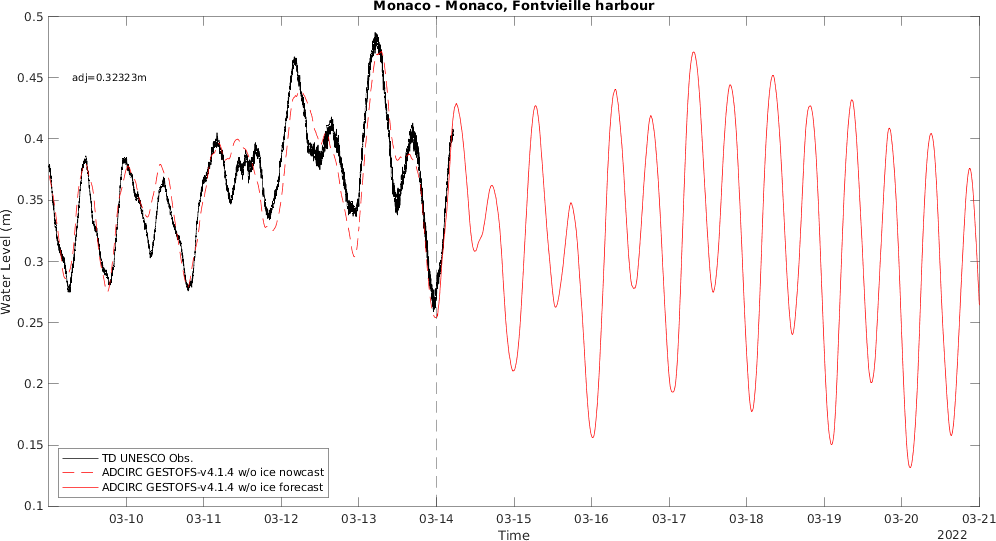 Monaco - Monaco, Fontvieille harbour
0.5
0.45
0.4
0.35
0.3
0.25
0.2
0.15
0.1
Water Level (m)
adj=0.32323m
TD UNESCO Obs.
ADCIRC GESTOFS-v4.1.4 w/o ice nowcast
ADCIRC GESTOFS-v4.1.4 w/o ice forecast
03-10 03-11 03-12 03-13 03-14 03-15 03-16 03-17 03-18 03-19 03-20 03-21
Time
2022